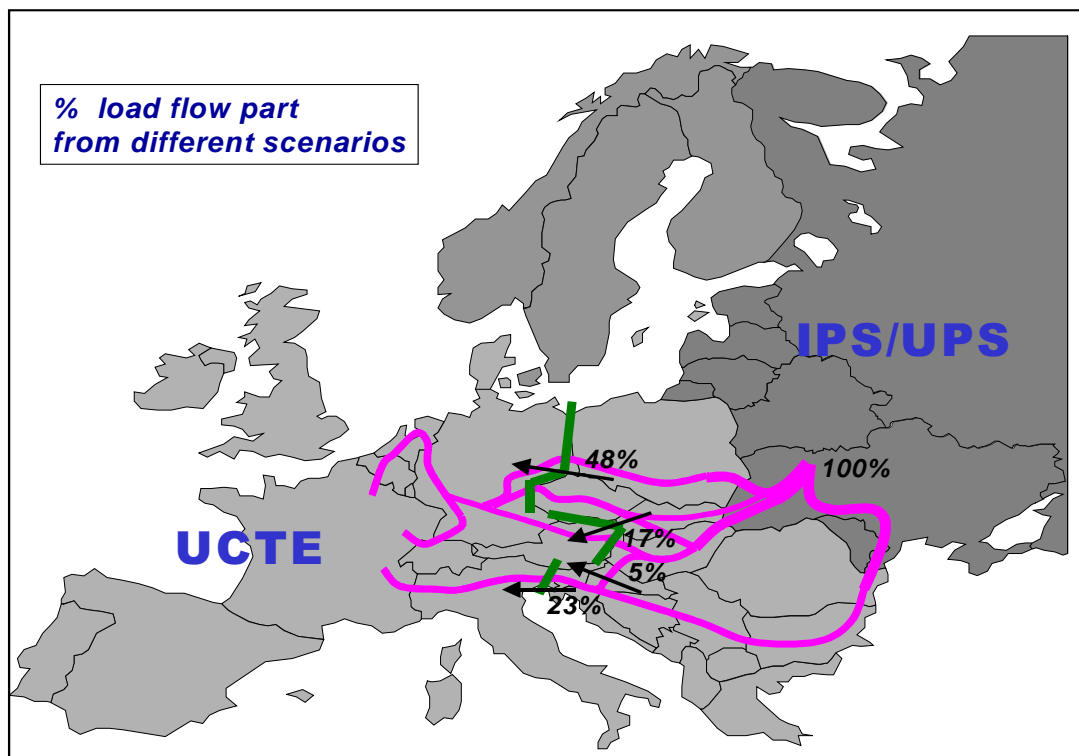 % load flow part
from different scenarios
IPS/UPS
48%
100%
UCTE
17%
5%
23%